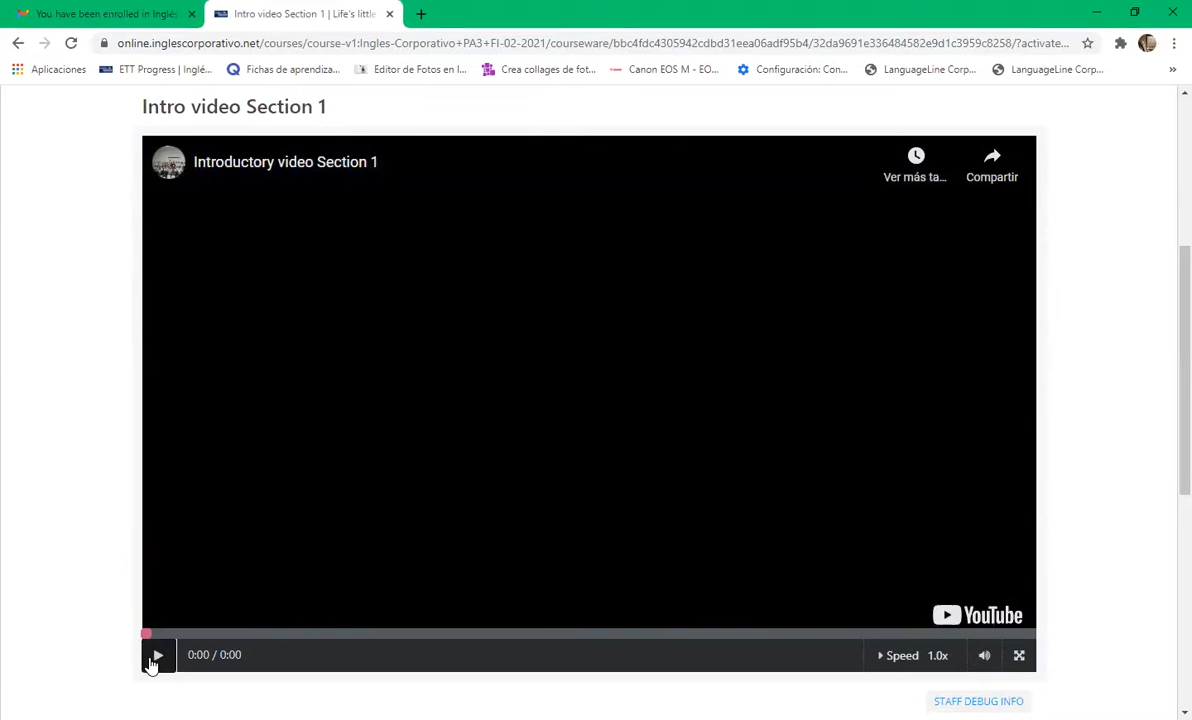 You have been enrolled in Inglés
Intro video Section 1 | Life's little
online.inglescorporativo.net/courses/course-v1:Ingles-Corporativo+PA3+FI-02-2021/courseware/bbc4fdc4305942cdbd31eea06adf95b4/32da9691e336484582e9d1c3959c8258/?activate...
Aplicaciones
ETT Progress | Inglé...
Fichas de aprendiza...
Editor de Fotos en l...
Crea collages de fot...
Canon EOS M - EO...
Configuración: Con...
LanguageLine Corp...
LanguageLine Corp...
»
Intro video Section 1
Introductory video Section 1
Ver más ta...
Compartir
YouTube
0:00 / 0:00
Speed 1.0x
STAFF DEBUG INFO